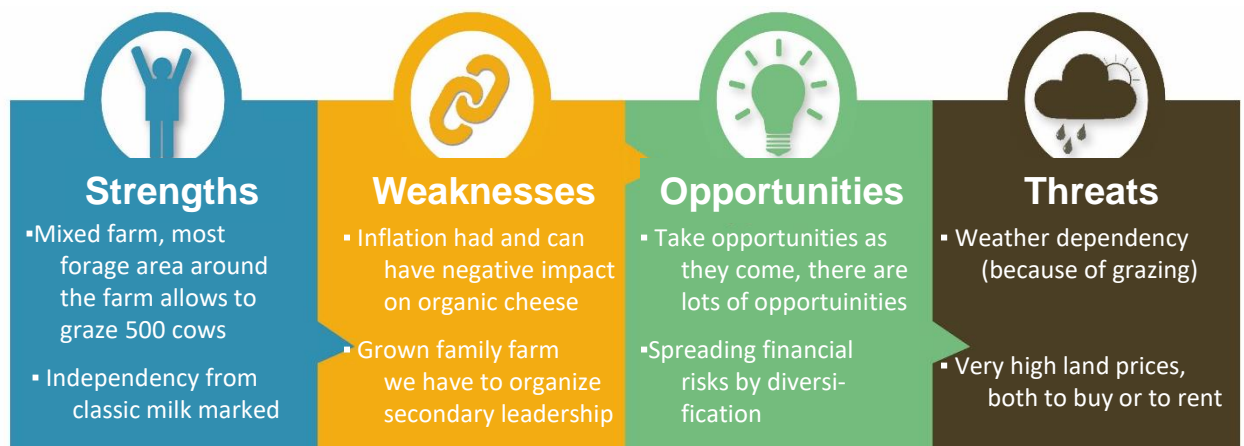 Strengths
▪Mixed farm, most
forage area around
the farm allows to
graze 500 cows
▪ Independency from
classic milk marked
Weaknesses
▪ Inflation had and can
have negative impact
on organic cheese
▪ Grown family farm
we have to organize
secondary leadership
Opportunities
▪ Take opportunities as
they come, there are
lots of opportuinities
▪Spreading financial
risks by diversi-
fication
Threats
▪ Weather dependency
(because of grazing)
▪ Very high land prices,
both to buy or to rent